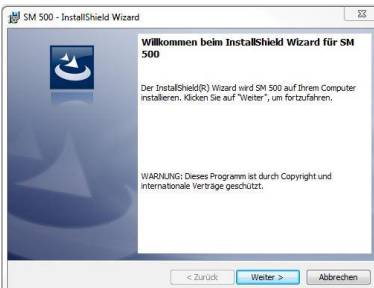 SM 500 - InstallShield Wizard
Willkommen beim InstallShield Wizard für SM
500
Der InstallShield(R) Wizard wird SM 500 auf Ihrem Computer
installieren. Klicken Sie auf "Weiter", um fortzufahren.
WARNUNG: Dieses Programm ist durch Copyright und
internationale Verträge geschützt.
< Zurück Weiter > Abbrechen